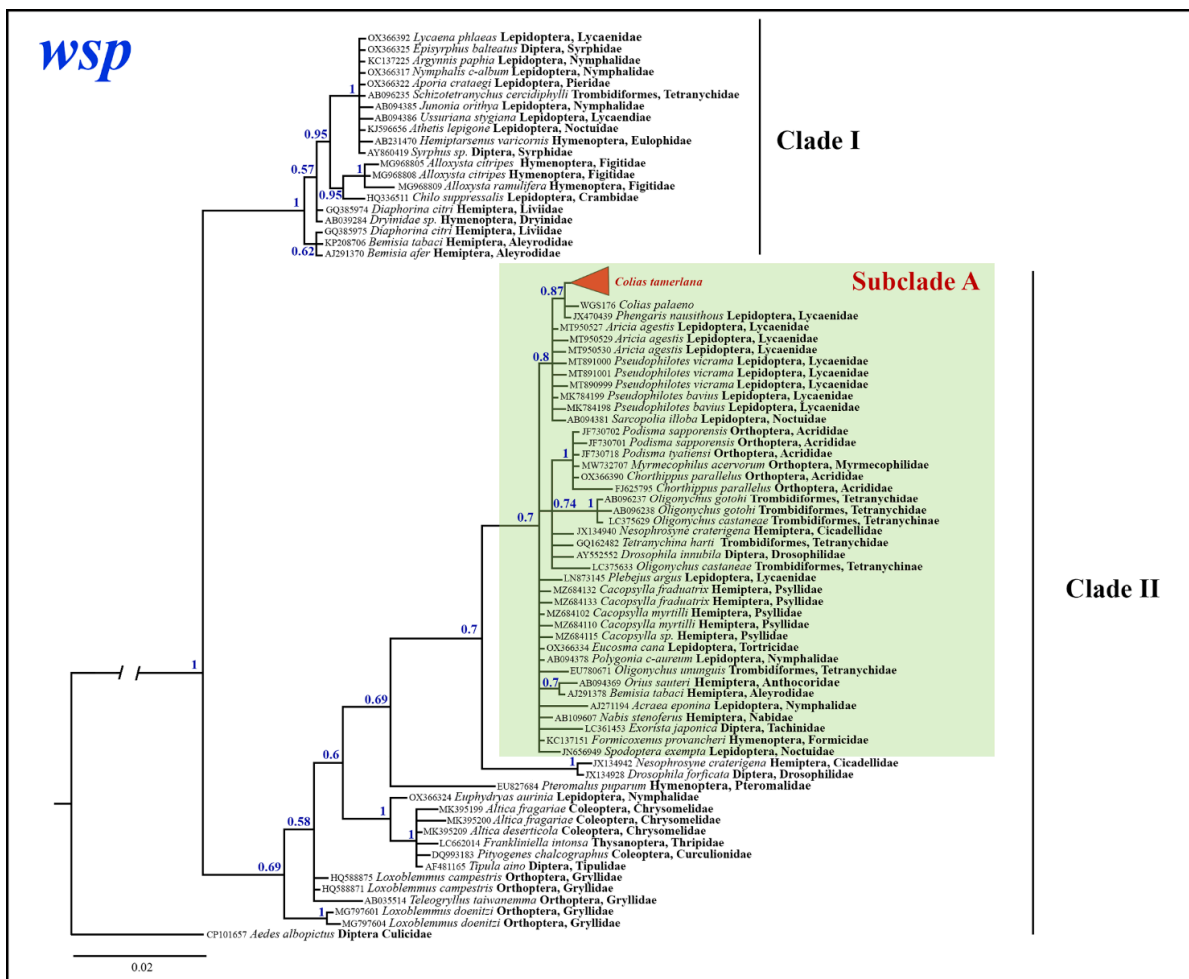 wsp
OX366392 Lycaena phlaeas Lepidoptera, Lycaenidae
OX366325 Episyrphus balteatus Diptera, Syrphidae
KC137225 Argynnis paphia Lepidoptera, Nymphalidae
OX366317 Nymphalis c-album Lepidoptera, Nymphalidae
OX366322 Aporia crataegi Lepidoptera, Pieridae
1 AB096235 Schizotetranychus cercidiphylli Trombidiformes, Tetranychidae
AB094385 Junonia orithya Lepidoptera, Nymphalidae
AB094386 Ussuriana stygiana Lepidoptera, Lycaendiae
KJ596656 Athetis lepigone Lepidoptera, Noctuidae
0.95 AB231470 Hemiptarsenus varicornis Hymenoptera, Eulophidae
Clade I
AY860419 Syrphus sp. Diptera, Syrphidae
MG968805 Alloxysta citripes Hymenoptera, Figitidae
0.57 1 MG968808 Alloxysta citripes Hymenoptera, Figitidae
MG968809 Alloxysta ramulifera Hymenoptera, Figitidae
0.95 HQ336511 Chilo suppressalis Lepidoptera, Crambidae
1 GQ385974 Diaphorina citri Hemiptera, Liviidae
AB039284 Dryinidae sp. Hymenoptera, Dryinidae
GQ385975 Diaphorina citri Hemiptera, Liviidae
KP208706 Bemisia tabaci Hemiptera, Aleyrodidae
0.62 AJ291370 Bemisia afer Hemiptera, Aleyrodidae
Colias tamerlana
Subclade A
0.87
WGS176 Colias palaeno
JX470439 Phengaris nausithous Lepidoptera, Lycaenidae
MT950527 Aricia agestis Lepidoptera, Lycaenidae
MT950529 Aricia agestis Lepidoptera, Lycaenidae
MT950530 Aricia agestis Lepidoptera, Lycaenidae
0.8 MT891000 Pseudophilotes vicrama Lepidoptera, Lycaenidae
MT891001 Pseudophilotes vicrama Lepidoptera, Lycaenidae
MT890999 Pseudophilotes vicrama Lepidoptera, Lycaenidae
MK784199 Pseudophilotes bavius Lepidoptera, Lycaenidae
MK784198 Pseudophilotes bavius Lepidoptera, Lycaenidae
AB094381 Sarcopolia illoba Lepidoptera, Noctuidae
JF730702 Podisma sapporensis Orthoptera, Acrididae
JF730701 Podisma sapporensis Orthoptera, Acrididae
1 JF730718 Podisma tyatiensi Orthoptera, Acrididae
MW732707 Myrmecophilus acervorum Orthoptera, Myrmecophilidae
OX366390 Chorthippus parallelus Orthoptera, Acrididae
FJ625795 Chorthippus parallelus Orthoptera, Acrididae
AB096237 Oligonychus gotohi Trombidiformes, Tetranychidae
0.74 1 AB096238 Oligonychus gotohi Trombidiformes, Tetranychidae
0.7 LC375629 Oligonychus castaneae Trombidiformes, Tetranychinae
JX134940 Nesophrosyne craterigena Hemiptera, Cicadellidae
GQ162482 Tetranychina harti Trombidiformes, Tetranychidae
AY552552 Drosophila innubila Diptera, Drosophilidae
LC375633 Oligonychus castaneae Trombidiformes, Tetranychinae
LN873145 Plebejus argus Lepidoptera, Lycaenidae
Clade II
MZ684132 Cacopsylla fraduatrix Hemiptera, Psyllidae
MZ684133 Cacopsylla fraduatrix Hemiptera, Psyllidae
MZ684102 Cacopsylla myrtilli Hemiptera, Psyllidae
0.7 MZ684110 Cacopsylla myrtilli Hemiptera, Psyllidae
MZ684115 Cacopsylla sp. Hemiptera, Psyllidae
OX366334 Eucosma cana Lepidoptera, Tortricidae
AB094378 Polygonia c-aureum Lepidoptera, Nymphalidae
1 EU780671 Oligonychus ununguis Trombidiformes, Tetranychidae
0.7 AB094369 Orius sauteri Hemiptera, Anthocoridae
AJ291378 Bemisia tabaci Hemiptera, Aleyrodidae
0.69 AJ271194 Acraea eponina Lepidoptera, Nymphalidae
AB109607 Nabis stenoferus Hemiptera, Nabidae
LC361453 Exorista japonica Diptera, Tachinidae
KC137151 Formicoxenus provancheri Hymenoptera, Formicidae
0.6 JN656949 Spodoptera exempta Lepidoptera, Noctuidae
1 JX134942 Nesophrosyne craterigena Hemiptera, Cicadellidae
JX134928 Drosophila forficata Diptera, Drosophilidae
EU827684 Pteromalus puparum Hymenoptera, Pteromalidae
OX366324 Euphydryas aurinia Lepidoptera, Nymphalidae
MK395199 Altica fragariae Coleoptera, Chrysomelidae
0.58 1 MK395200 Altica fragariae Coleoptera, Chrysomelidae
1 MK395209 Altica deserticola Coleoptera, Chrysomelidae
LC662014 Frankliniella intonsa Thysanoptera, Thripidae
DQ993183 Pityogenes chalcographus Coleoptera, Curculionidae
0.69 AF481165 Tipula aino Diptera, Tipulidae
HQ588875 Loxoblemmus campestris Orthoptera, Gryllidae
HQ588871 Loxoblemmus campestris Orthoptera, Gryllidae
AB035514 Teleogryllus taiwanemma Orthoptera, Gryllidae
1 MG797601 Loxoblemmus doenitzi Orthoptera, Gryllidae
MG797604 Loxoblemmus doenitzi Orthoptera, Gryllidae
CP101657 Aedes albopictus Diptera Culicidae
0.02